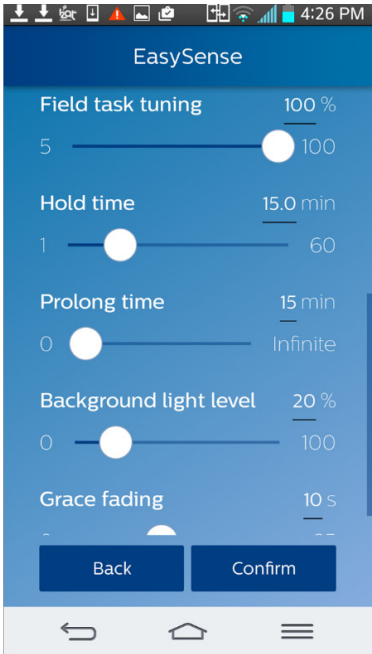 4:26 PM
EasySense
Field task tuning 100 %
5 100
Hold time 15.0 min
1 60
Prolong time 15 min
0 Infinite
Background light level 20 %
0 100
Grace fading 10 s
Back Confirm